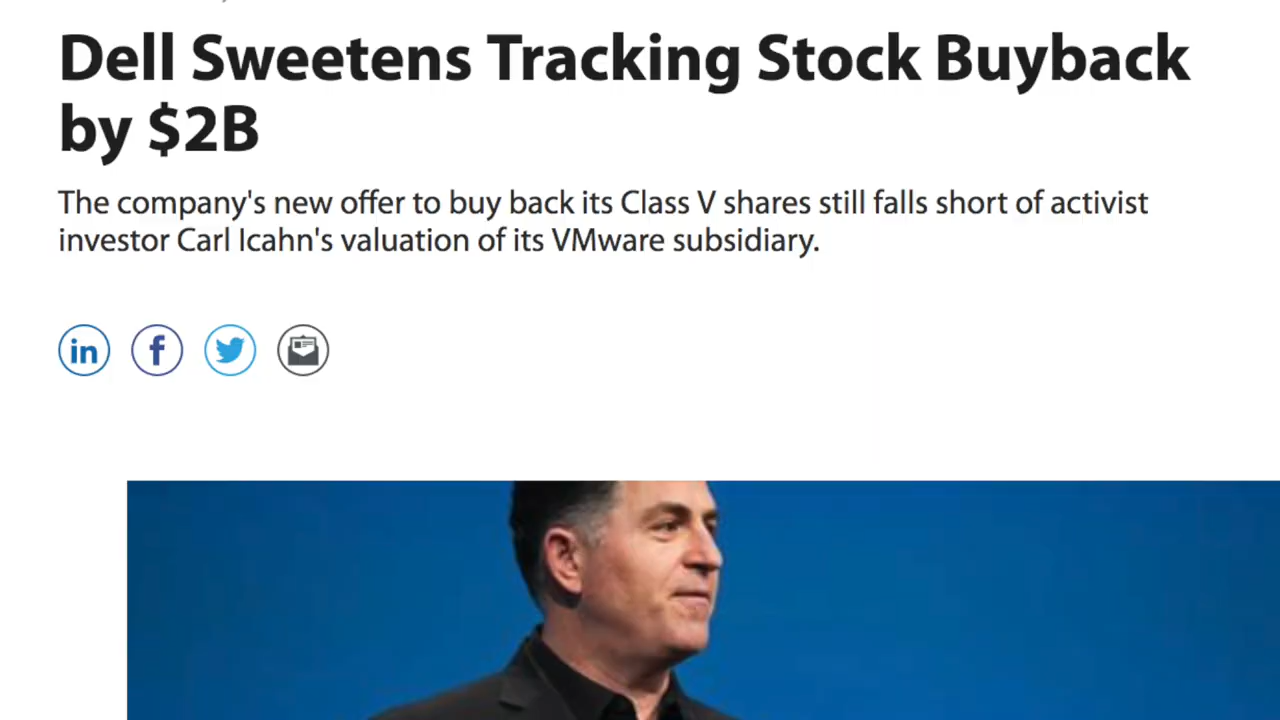 Dell Sweetens Tracking Stock Buyback
by $2B
The company's new offer to buy back its Class V shares still falls short of activist
investor Carl Icahn's valuation of its VMware subsidiary.
in f